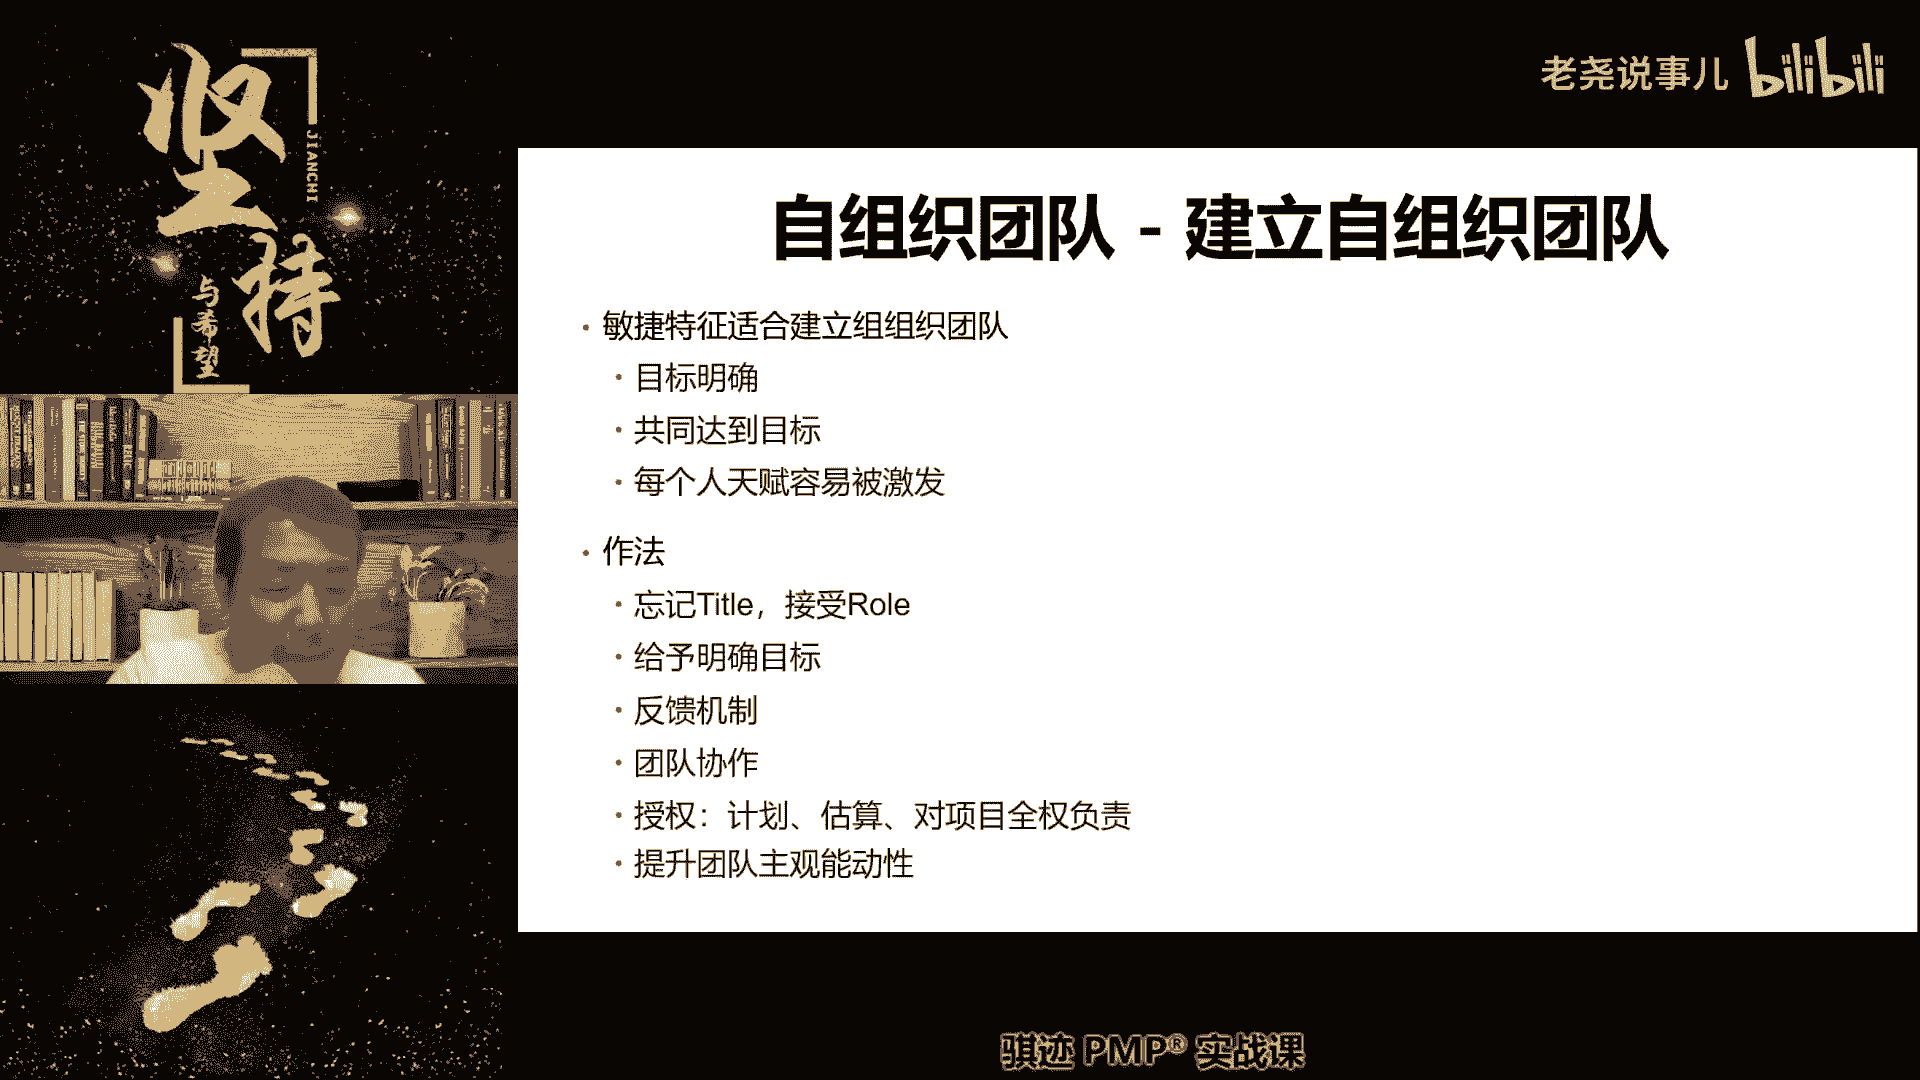 坚持
JIANCHI
与希望
老尧说事儿 bilibili
自组织团队 - 建立自组织团队
· 敏捷特征适合建立组组织团队
· 目标明确
· 共同达到目标
· 每个人天赋容易被激发
· 作法
· 忘记Title，接受Role
· 给予明确目标
· 反馈机制
· 团队协作
· 授权：计划、估算、对项目全权负责
· 提升团队主观能动性
骐迹 PMP® 实战课